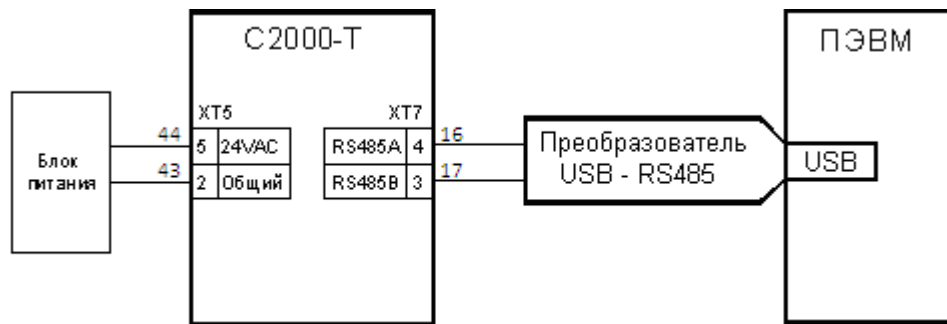 С2000-Т
ПЭВМ
XT5
XT7
Блок
питания
44
5
24VAC
43
2
Общий
RS485A
4
16
RS485B
3
17
Преобразователь
USB - RS485
USB